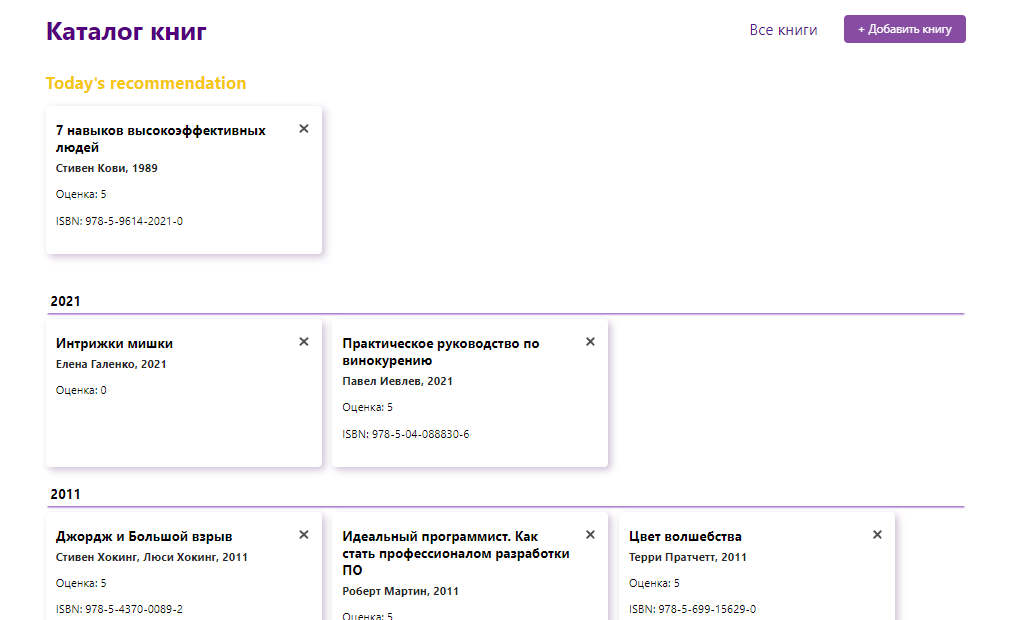 Каталог книг
Все книги
+ Добавить книгу
Today's recommendation
7 навыков высокоэффективных
людей
Стивен Кови, 1989
Оценка: 5
ISBN: 978-5-9614-2021-0
2021
Интрижки мишки
Елена Галенко, 2021
Оценка: 0
Практическое руководство по
винокурению
Павел Иевлев, 2021
Оценка: 5
ISBN: 978-5-04-088830-6
2011
Джордж и Большой взрыв
Стивен Хокинг, Люси Хокинг, 2011
Оценка: 5
ISBN: 978-5-4370-0089-2
Идеальный программист. Как
стать профессионалом разработки
ПО
Роберт Мартин, 2011
Оценка: 5
Цвет волшебства
Терри Пратчетт, 2011
Оценка: 5
ISBN: 978-5-699-15629-0